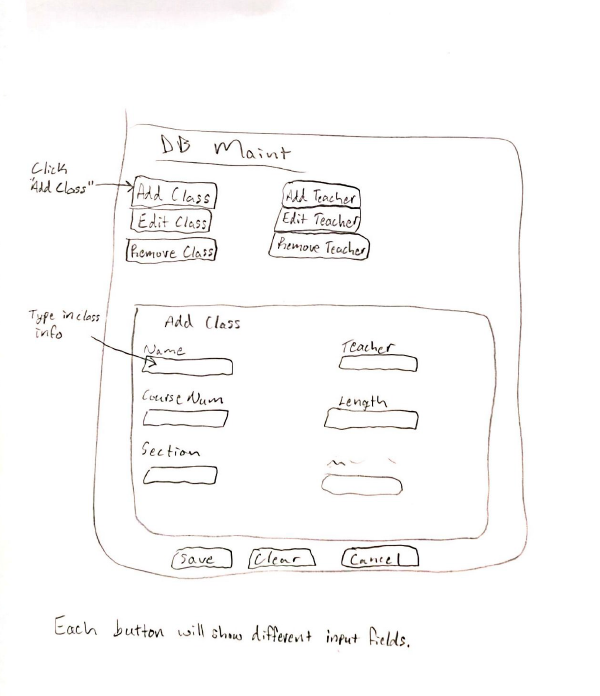 DB Maint
Click
"Add Class"
Add Class
Add Teacher
Edit Class
Edit Teacher
Remove Class
Remove Teacher
Type in class
info
Add Class
Name
Teacher
Course Num
Length
Section
Save
Clear
Cancel
Each button will show different input fields.